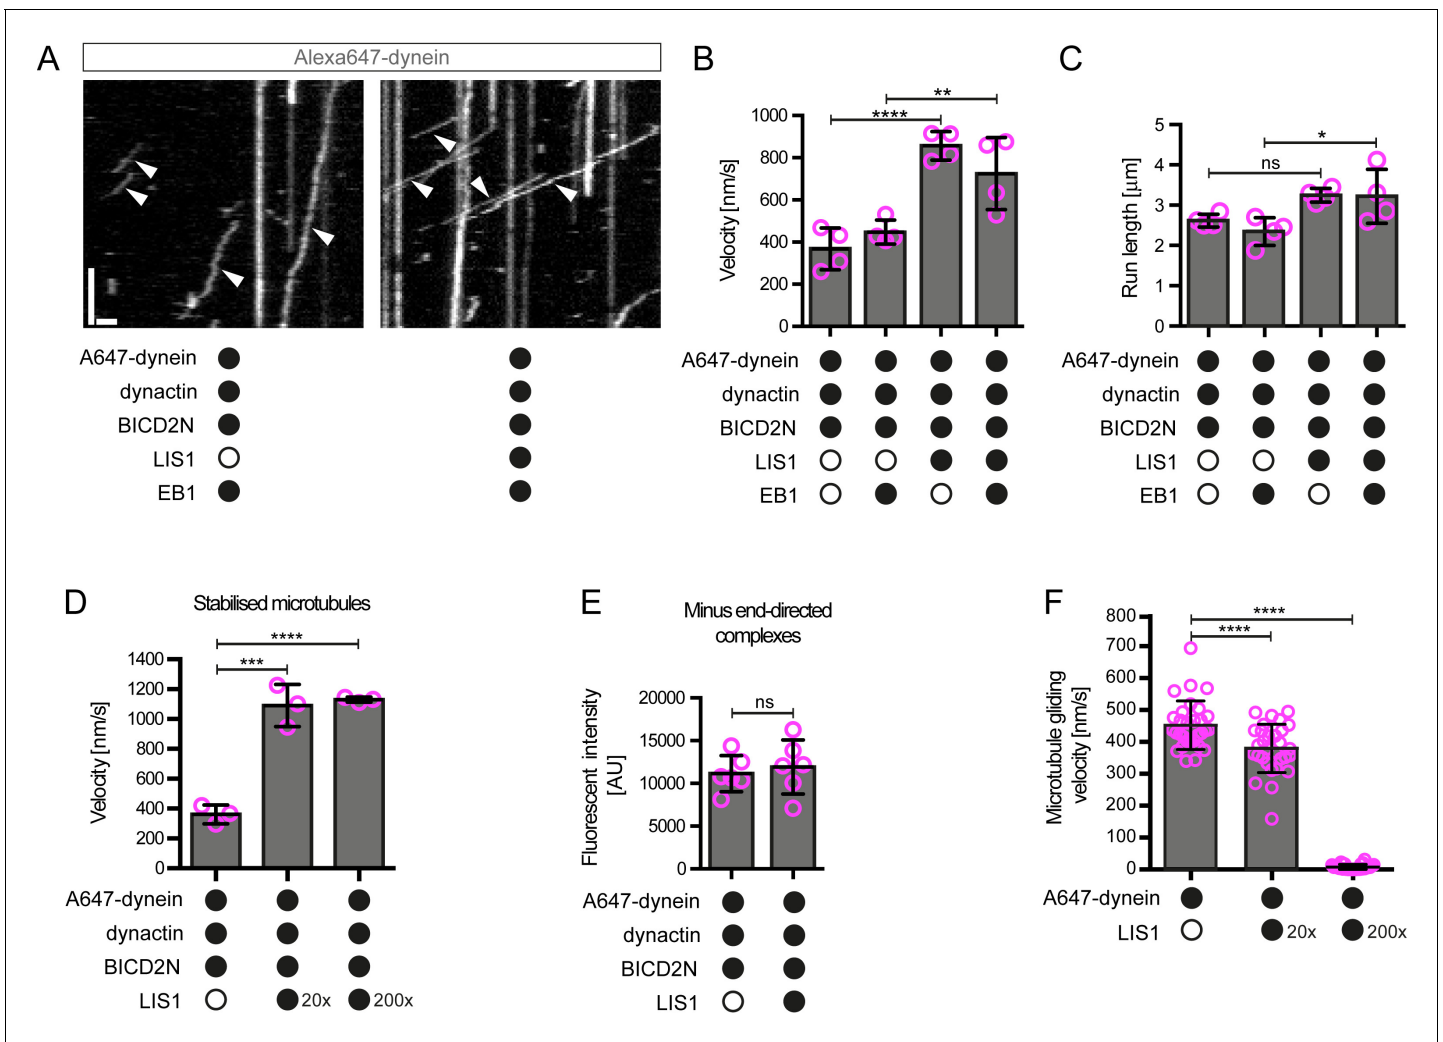 A
Alexa647-dynein
A647-dynein
dynactin
BICD2N
LIS1
EB1
B
Velocity [nm/s]
1000
800
600
400
200
0
****
**
A647-dynein
dynactin
BICD2N
LIS1
EB1
C
Run length [μm]
5
4
3
2
1
0
ns
*
A647-dynein
dynactin
BICD2N
LIS1
EB1
D
Stabilised microtubules
Velocity [nm/s]
1400
1200
1000
800
600
400
200
0
****
***
A647-dynein
dynactin
BICD2N
LIS1 20x 200x
E
Minus end-directed
complexes
Fluorescent intensity
[AU]
20000
15000
10000
5000
0
ns
A647-dynein
dynactin
BICD2N
LIS1
F
Microtubule gliding
velocity [nm/s]
800
700
600
500
400
300
200
100
0
****
****
A647-dynein
LIS1 20x 200x